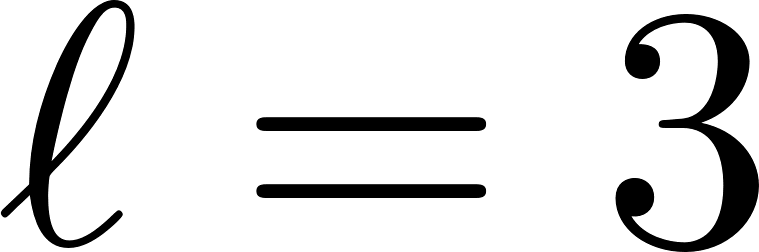 ℓ = 3